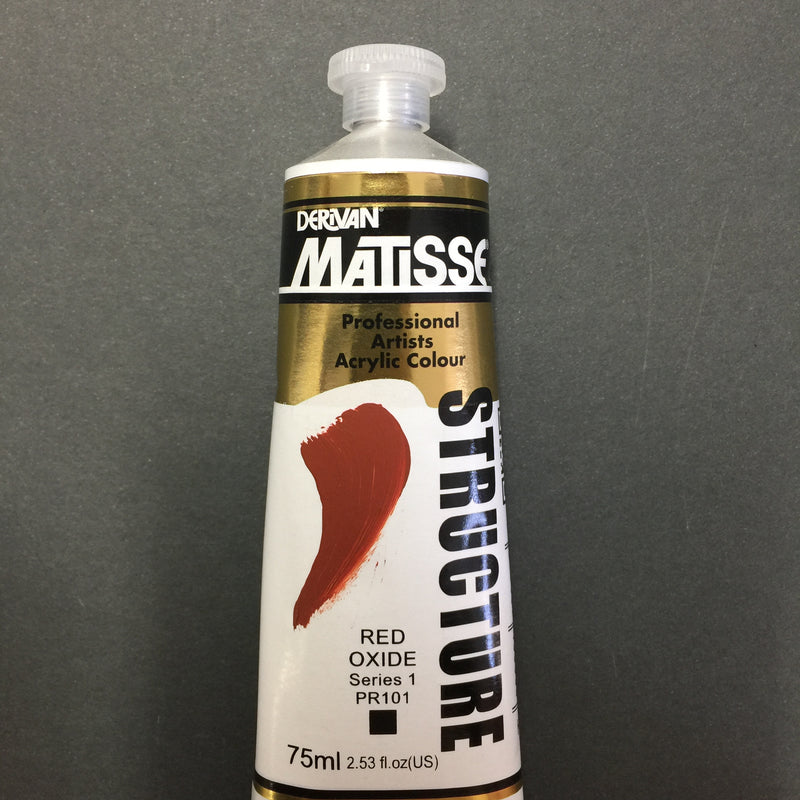 DERIVAN®
MATISSE
Professional
Artists
Acrylic Colour
STRUCTURE
RED
OXIDE
Series 1
PR101
75ml 2.53 fl.oz(US)